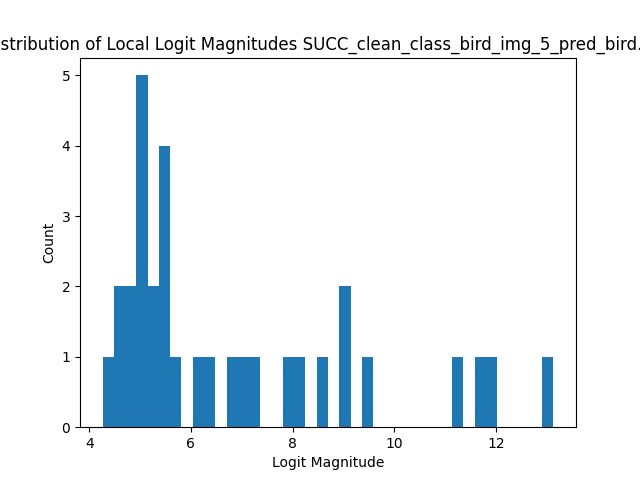 stribution of Local Logit Magnitudes SUCC_clean_class_bird_img_5_pred_bird.
5
4
3
2
1
0
Count
4 6 8 10 12
Logit Magnitude